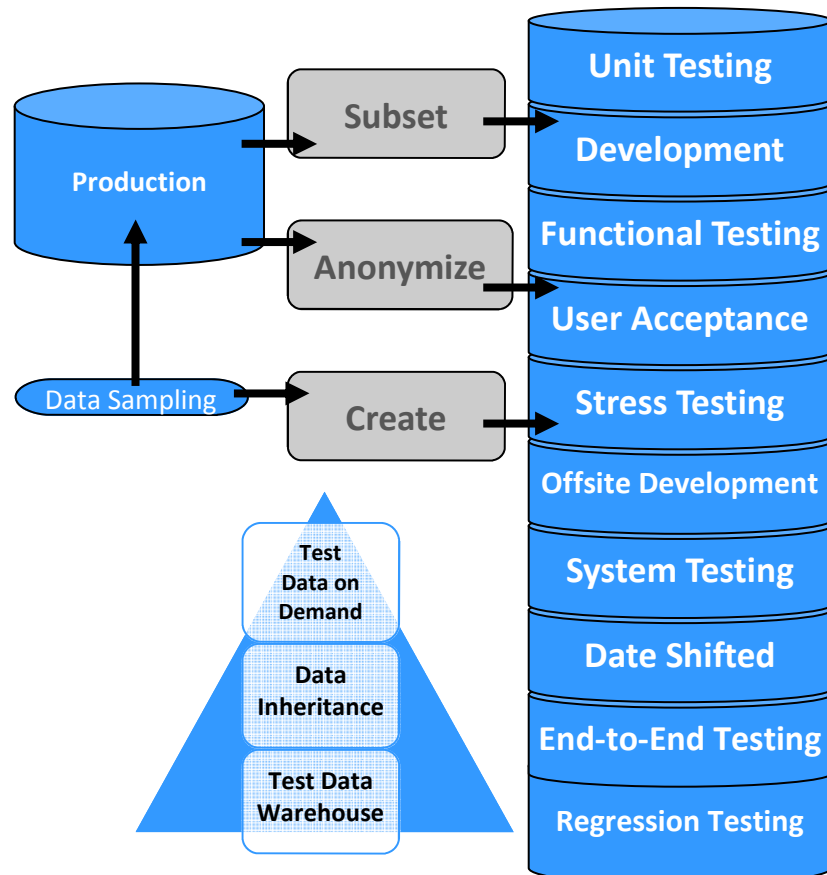 Production
Data Sampling
Subset
Anonymize
Create
Unit Testing
Development
Functional Testing
User Acceptance
Stress Testing
Offsite Development
System Testing
Date Shifted
End-to-End Testing
Regression Testing
Test
Data on
Demand
Data
Inheritance
Test Data
Warehouse